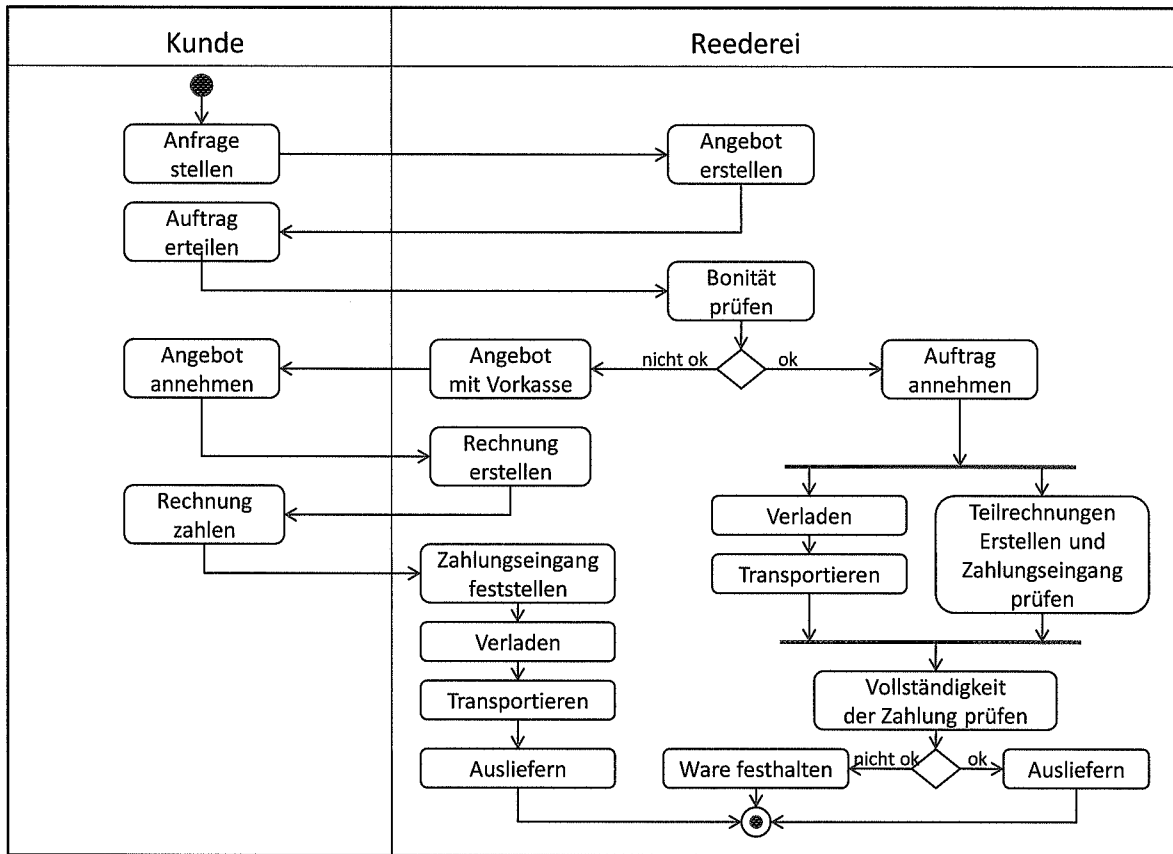 Kunde
Reederei
Anfrage
stellen
Angebot
erstellen
Auftrag
erteilen
Bonität
prüfen
Angebot
annehmen
Angebot
mit Vorkasse
nicht ok
ok
Auftrag
annehmen
Rechnung
erstellen
Rechnung
zahlen
Verladen
Teilrechnungen
Erstellen und
Zahlungseingang
prüfen
Transportieren
Zahlungseingang
feststellen
Verladen
Transportieren
Vollständigkeit
der Zahlung prüfen
Ausliefern
Ware festhalten
nicht ok
ok
Ausliefern